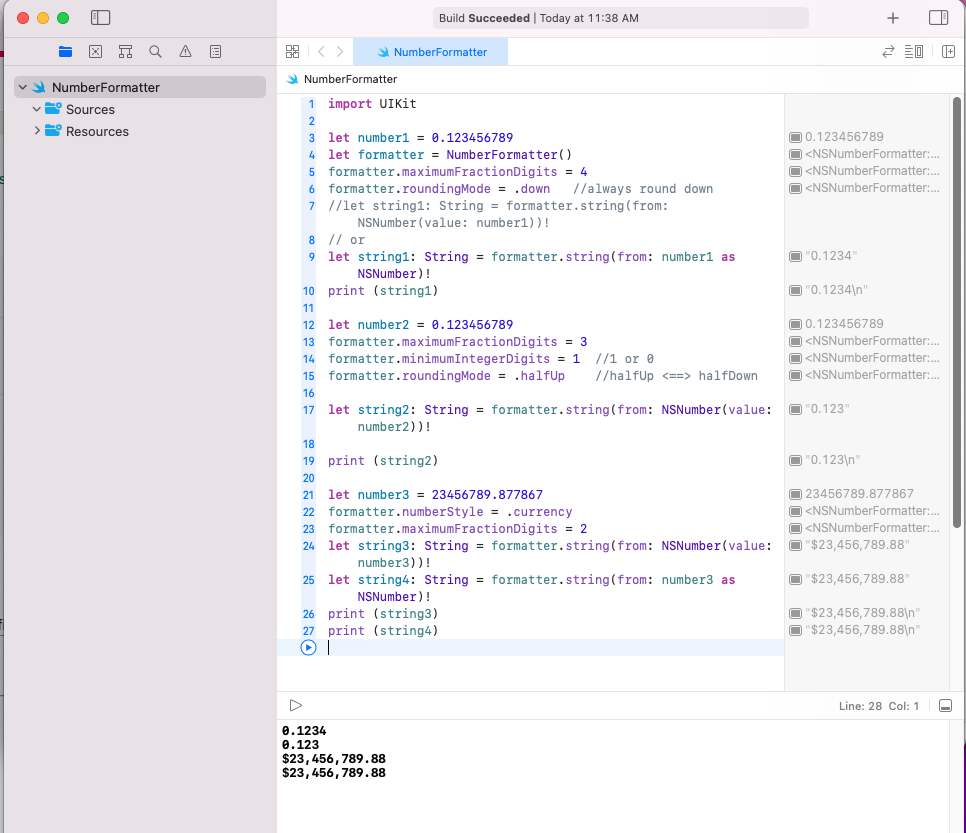 Build Succeeded | Today at 11:38 AM
NumberFormatter
NumberFormatter
NumberFormatter
Sources
Resources
1 import UIKit
2
3 let number1 = 0.123456789 0.123456789
4 let formatter = NumberFormatter() <NSNumberFormatter:...
5 formatter.maximumFractionDigits = 4 <NSNumberFormatter:...
6 formatter.roundingMode = .down //always round down <NSNumberFormatter:...
7 //let string1: String = formatter.string(from:
NSNumber(value: number1))!
8 // or
9 let string1: String = formatter.string(from: number1 as "0.1234"
NSNumber)!
10 print (string1) "0.1234\n"
11
12 let number2 = 0.123456789 0.123456789
13 formatter.maximumFractionDigits = 3 <NSNumberFormatter:...
14 formatter.minimumIntegerDigits = 1 //1 or 0 <NSNumberFormatter:...
15 formatter.roundingMode = .halfUp //halfUp <==> halfDown <NSNumberFormatter:...
16
17 let string2: String = formatter.string(from: NSNumber(value: "0.123"
number2))!
18
19 print (string2) "0.123\n"
20
21 let number3 = 23456789.877867 23456789.877867
22 formatter.numberStyle = .currency <NSNumberFormatter:...
23 formatter.maximumFractionDigits = 2 <NSNumberFormatter:...
24 let string3: String = formatter.string(from: NSNumber(value: "$23,456,789.88"
number3))!
25 let string4: String = formatter.string(from: number3 as "$23,456,789.88"
NSNumber)!
26 print (string3) "$23,456,789.88\n"
27 print (string4) "$23,456,789.88\n"
Line: 28 Col: 1
0.1234
0.123
$23,456,789.88
$23,456,789.88